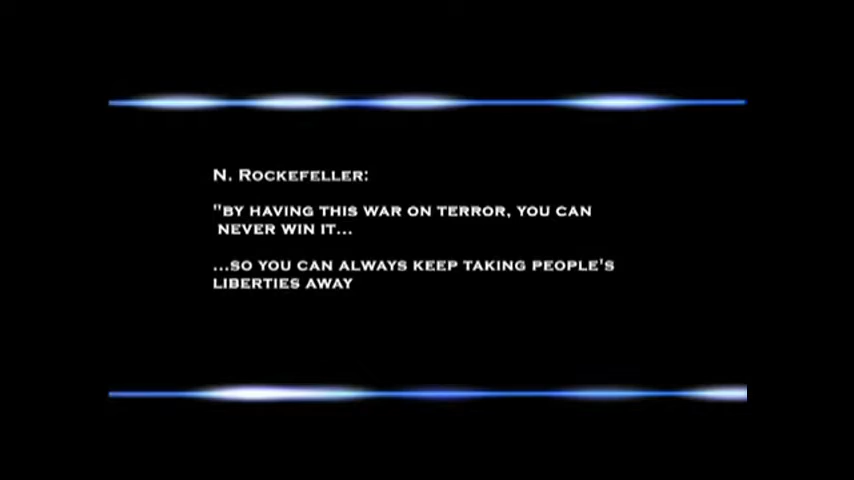 N. ROCKEFELLER:
"BY HAVING THIS WAR ON TERROR, YOU CAN
NEVER WIN IT...
...SO YOU CAN ALWAYS KEEP TAKING PEOPLE'S
LIBERTIES AWAY